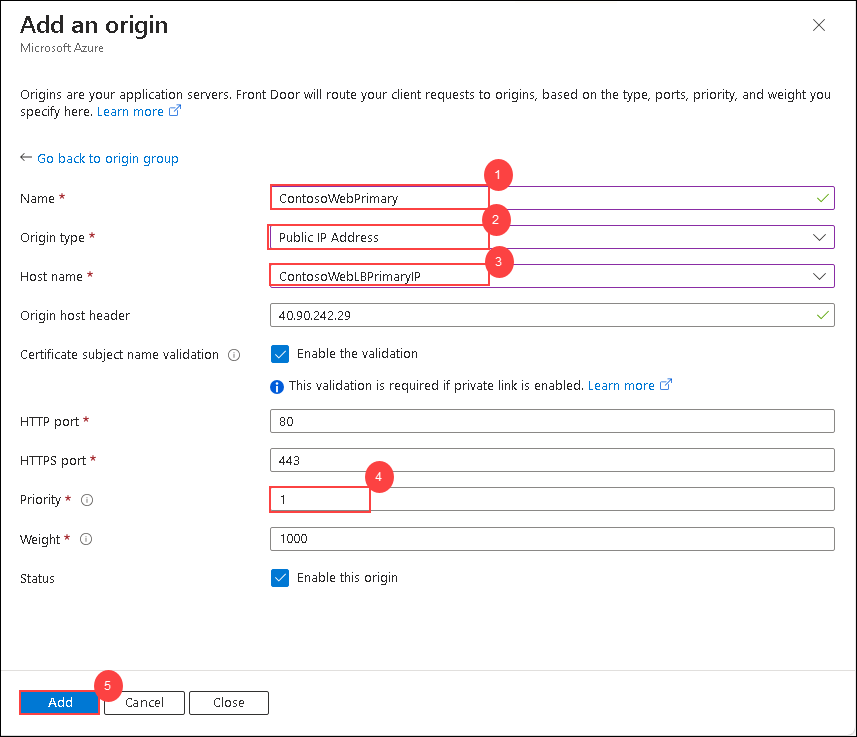 Add an origin
Microsoft Azure
Origins are your application servers. Front Door will route your client requests to origins, based on the type, ports, priority, and weight you
specify here. Learn more
Go back to origin group
1
Name * ContosoWebPrimary
2
Origin type * Public IP Address
3
Host name * ContosoWebLBPrimaryIP
Origin host header 40.90.242.29
Certificate subject name validation Enable the validation
This validation is required if private link is enabled. Learn more
HTTP port * 80
HTTPS port * 443
4
Priority * 1
Weight * 1000
Status Enable this origin
5
Add Cancel Close